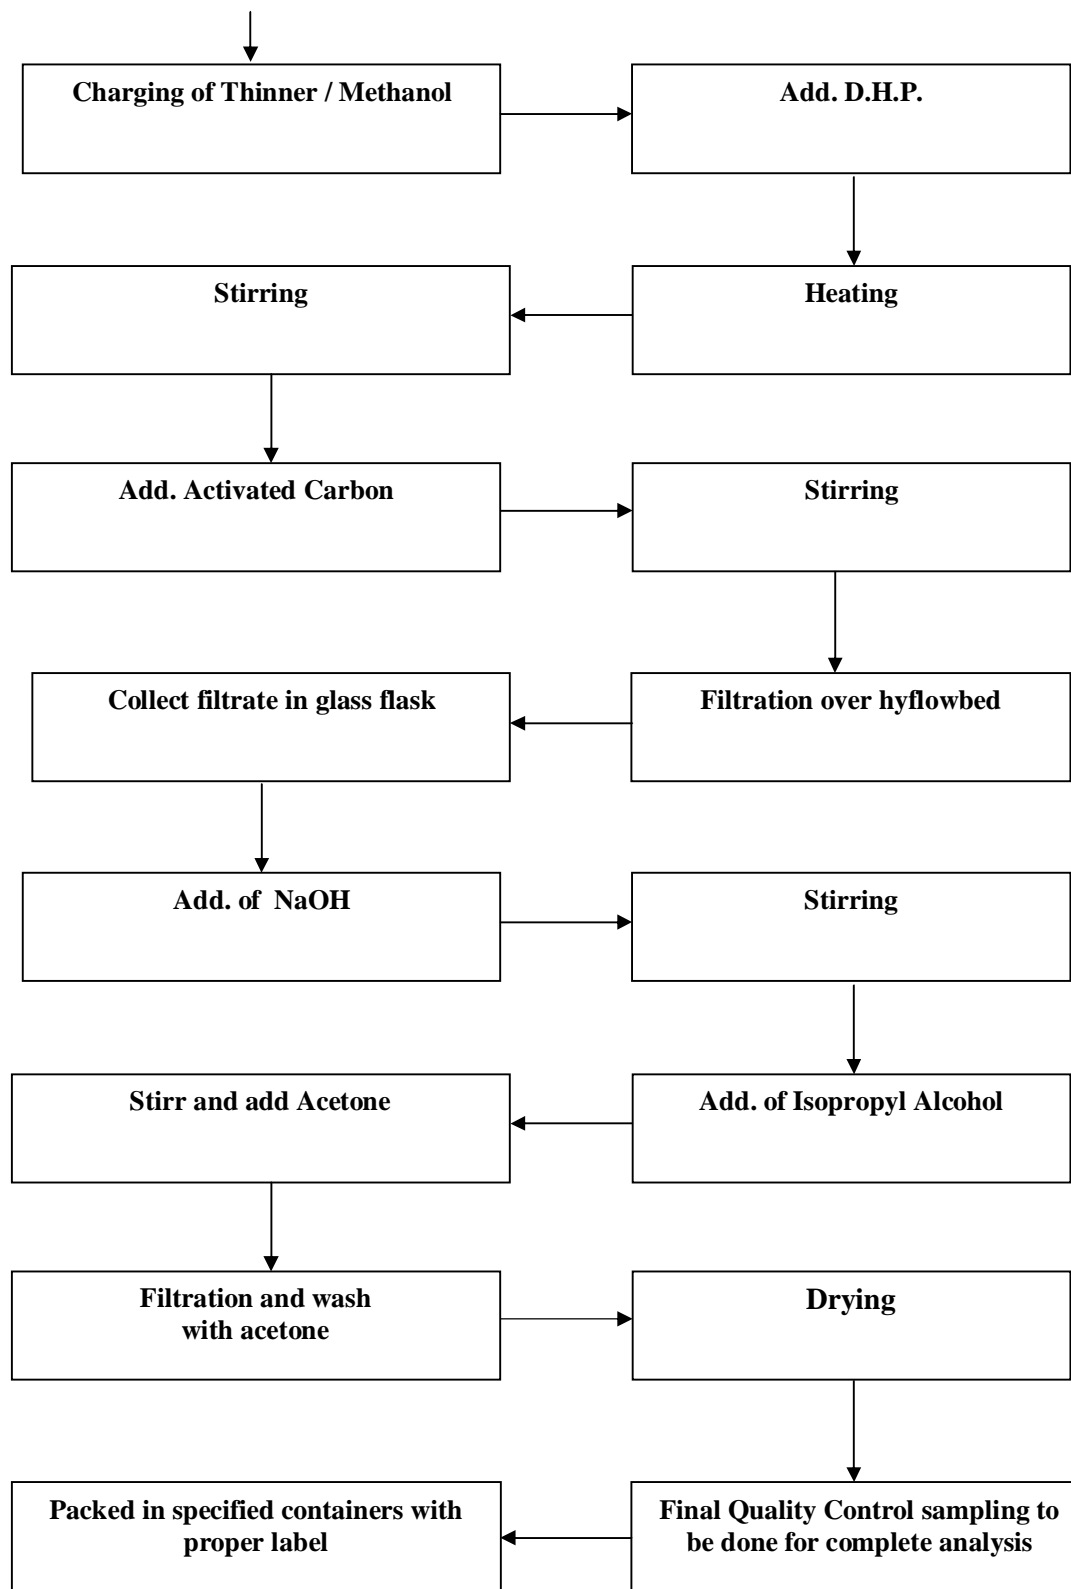 Charging of Thinner / Methanol
Add. D.H.P.
Heating
Stirring
Add. Activated Carbon
Stirring
Filtration over hyflowbed
Collect filtrate in glass flask
Add. of  NaOH
Stirring
Add. of Isopropyl Alcohol
Stirr and add Acetone
Filtration and wash
with acetone
Drying
Final Quality Control sampling to
be done for complete analysis
Packed in specified containers with
proper label